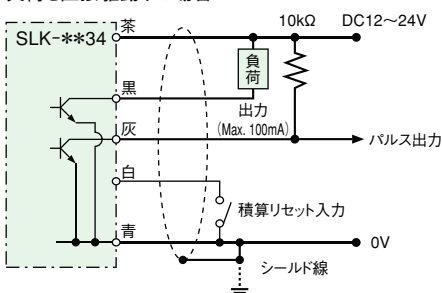 SLK-**34
茶
10kΩ
DC12〜24V
負荷
黒
出力
(Max. 100mA)
灰
パルス出力
白
積算リセット入力
青
0V
シールド線